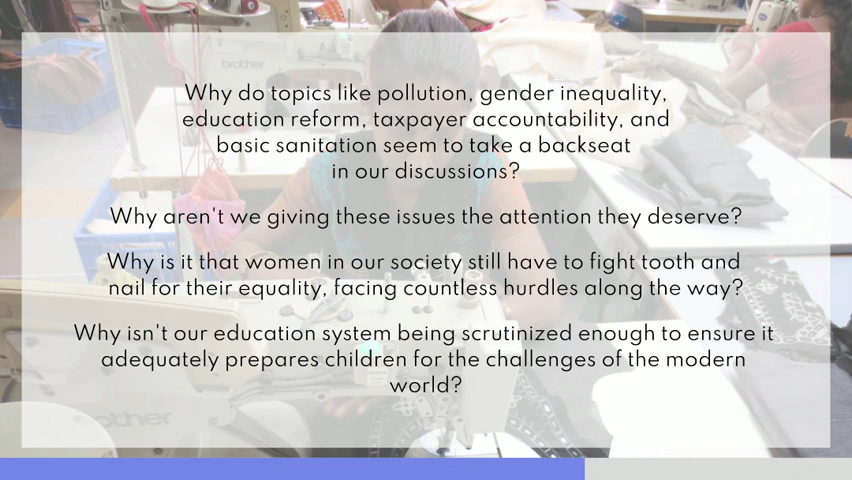 brother
Why do topics like pollution, gender inequality,
education reform, taxpayer accountability, and
basic sanitation seem to take a backseat
in our discussions?
Why aren't we giving these issues the attention they deserve?
Why is it that women in our society still have to fight tooth and
nail for their equality, facing countless hurdles along the way?
Why isn't our education system being scrutinized enough to ensure it
adequately prepares children for the challenges of the modern
world?
brother